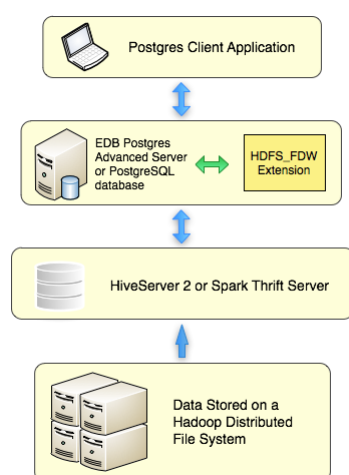 Postgres Client Application
EDB Postgres
Advanced Server
or PostgreSQL
database
HDFS_FDW
Extension
HiveServer 2 or Spark Thrift Server
Data Stored on a
Hadoop Distributed
File System